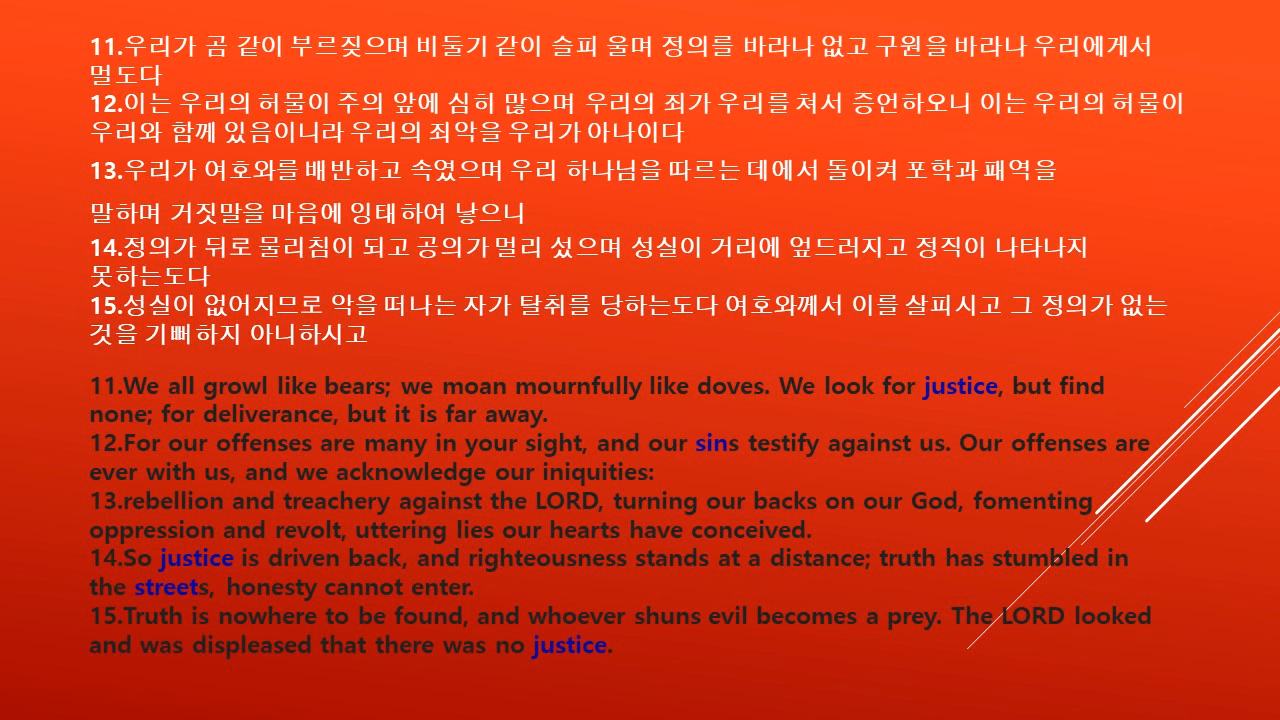 11.우리가 곰 같이 부르짖으며 비둘기 같이 슬피 울며 정의를 바라나 없고 구원을 바라나 우리에게서
멀도다
12.이는 우리의 허물이 주의 앞에 심히 많으며 우리의 죄가 우리를 쳐서 증언하오니 이는 우리의 허물이
우리와 함께 있음이니라 우리의 죄악을 우리가 아나이다
13.우리가 여호와를 배반하고 속였으며 우리 하나님을 따르는 데에서 돌이켜 포학과 패역을
말하며 거짓말을 마음에 잉태하여 낳으니
14.정의가 뒤로 물리침이 되고 공의가 멀리 섰으며 성실이 거리에 엎드러지고 정직이 나타나지
못하는도다
15.성실이 없어지므로 악을 떠나는 자가 탈취를 당하는도다 여호와께서 이를 살피시고 그 정의가 없는
것을 기뻐하지 아니하시고
11.We all growl like bears; we moan mournfully like doves. We look for justice, but find
none; for deliverance, but it is far away.
12.For our offenses are many in your sight, and our sins testify against us. Our offenses are
ever with us, and we acknowledge our iniquities:
13.rebellion and treachery against the LORD, turning our backs on our God, fomenting
oppression and revolt, uttering lies our hearts have conceived.
14.So justice is driven back, and righteousness stands at a distance; truth has stumbled in
the streets, honesty cannot enter.
15.Truth is nowhere to be found, and whoever shuns evil becomes a prey. The LORD looked
and was displeased that there was no justice.